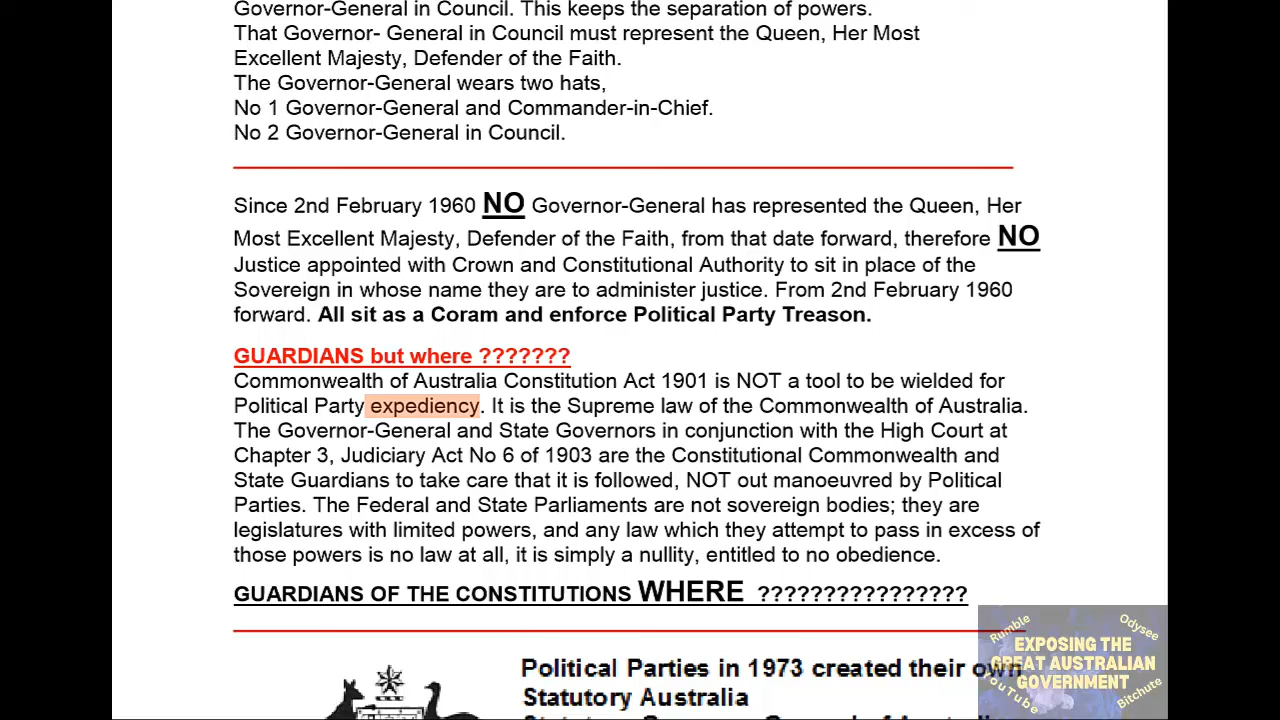 Governor-General in Council. This keeps the separation of powers.
That Governor- General in Council must represent the Queen, Her Most
Excellent Majesty, Defender of the Faith.
The Governor-General wears two hats,
No 1 Governor-General and Commander-in-Chief.
No 2 Governor-General in Council.
Since 2nd February 1960 NO Governor-General has represented the Queen, Her
Most Excellent Majesty, Defender of the Faith, from that date forward, therefore NO
Justice appointed with Crown and Constitutional Authority to sit in place of the
Sovereign in whose name they are to administer justice. From 2nd February 1960
forward. All sit as a Coram and enforce Political Party Treason.
GUARDIANS but where ???????
Commonwealth of Australia Constitution Act 1901 is NOT a tool to be wielded for
Political Party expediency. It is the Supreme law of the Commonwealth of Australia.
The Governor-General and State Governors in conjunction with the High Court at
Chapter 3, Judiciary Act No 6 of 1903 are the Constitutional Commonwealth and
State Guardians to take care that it is followed, NOT out manoeuvred by Political
Parties. The Federal and State Parliaments are not sovereign bodies; they are
legislatures with limited powers, and any law which they attempt to pass in excess of
those powers is no law at all, it is simply a nullity, entitled to no obedience.
GUARDIANS OF THE CONSTITUTIONS WHERE ????????????????
Political Parties in 1973 created their own
Statutory Australia
Rumble
Odysee
EXPOSING THE
GREAT AUSTRALIAN
GOVERNMENT
YouTube
Bitchute